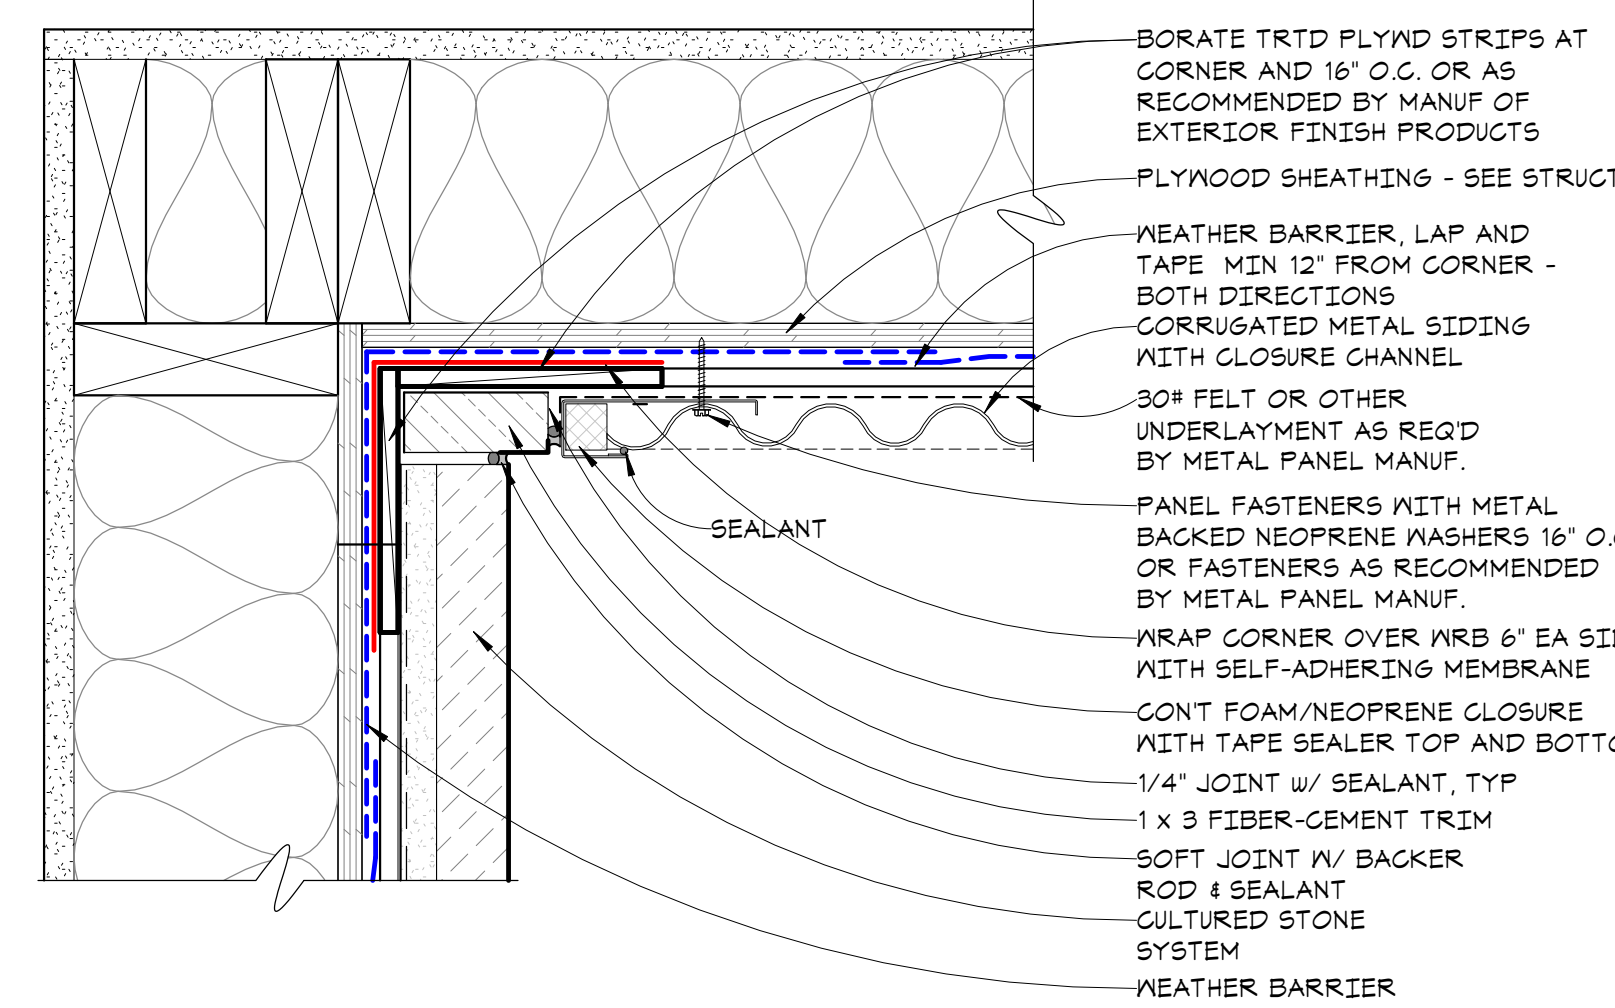 BORATE TRTD PLYWD STRIPS AT
CORNER AND 16" O.C. OR AS
RECOMMENDED BY MANUF OF
EXTERIOR FINISH PRODUCTS
PLYWOOD SHEATHING - SEE STRUCT
WEATHER BARRIER, LAP AND
TAPE MIN 12" FROM CORNER -
BOTH DIRECTIONS
CORRUGATED METAL SIDING
WITH CLOSURE CHANNEL
30# FELT OR OTHER
UNDERLAYMENT AS REQ'D
BY METAL PANEL MANUF.
PANEL FASTENERS WITH METAL
BACKED NEOPRENE WASHERS 16"
OR FASTENERS AS RECOMMENDED
BY METAL PANEL MANUF.
SEALANT
WRAP CORNER OVER WRB 6" EA
WITH SELF-ADHERING MEMBRANE
CON'T FOAM/NEOPRENE CLOSURE
WITH TAPE SEALER TOP AND
1/4" JOINT W/ SEALANT, TYP
1 x 3 FIBER-CEMENT TRIM
SOFT JOINT W/ BACKER
ROD & SEALANT
CULTURED STONE
SYSTEM
WEATHER BARRIER